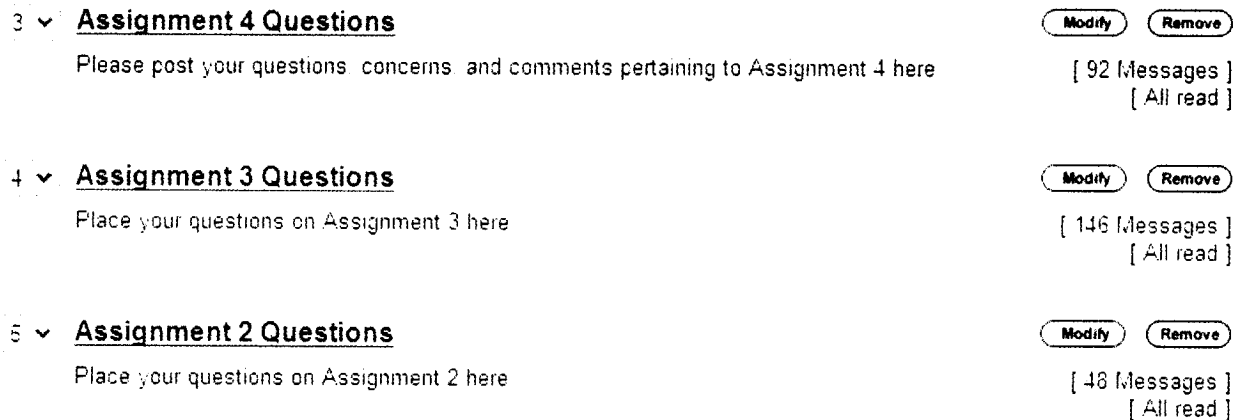 3 Assignment 4 Questions Modify Remove
Please post your questions concerns and comments pertaining to Assignment 4 here [ 92 Messages ]
[ All read ]
4 Assignment 3 Questions Modify Remove
Place your questions on Assignment 3 here [ 146 Messages ]
[ All read ]
5 Assignment 2 Questions Modify Remove
Place your questions on Assignment 2 here [ 48 Messages ]
[ All read ]